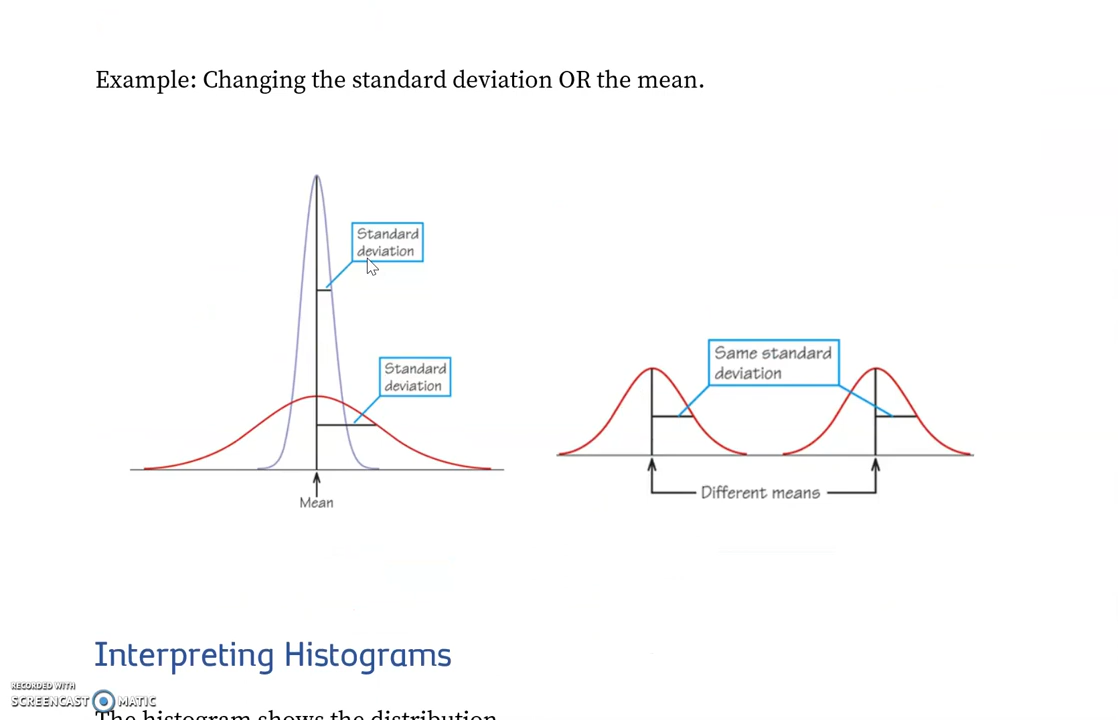 Example: Changing the standard deviation OR the mean.
Standard
deviation
Standard
deviation
Mean
Same standard
deviation
Different means
Interpreting Histograms
RECORDED WITH
SCREENCAST MATIC
The histogram shows the distribution